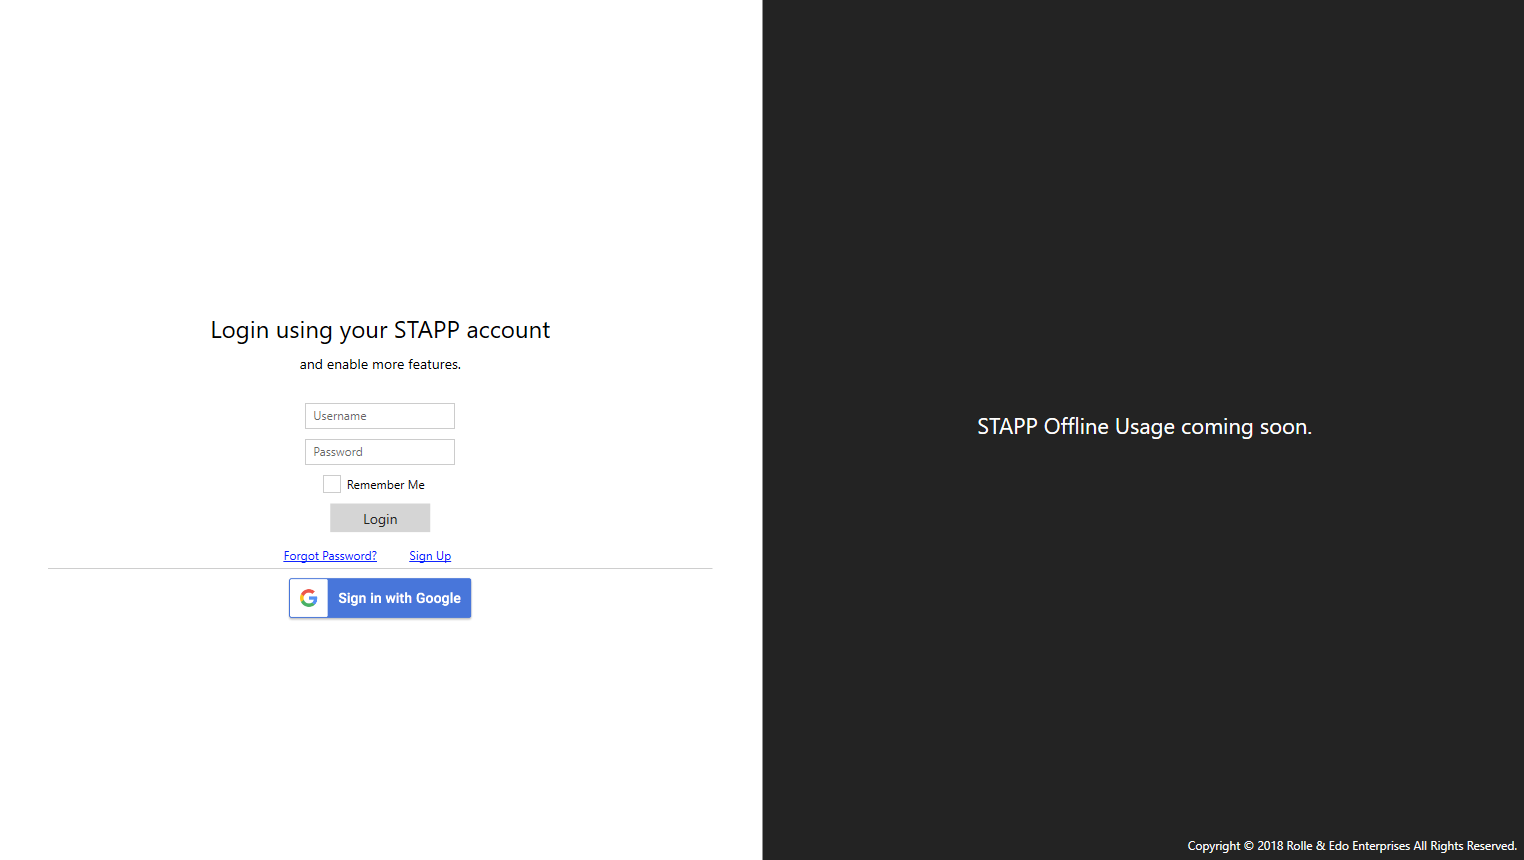 Login using your STAPP account
and enable more features.
Username
Password
Remember Me
Login
Forgot Password? Sign Up
Sign in with Google
STAPP Offline Usage coming soon.
Copyright © 2018 Rolle & Edo Enterprises All Rights Reserved.